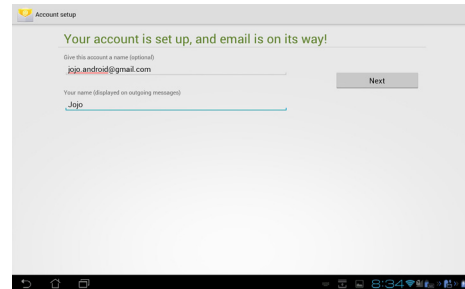 Account setup
Your account is set up, and email is on its way!
Give this account a name (optional)
jojo.android@gmail.com
Next
Your name (displayed on outgoing messages)
Jojo
8:34